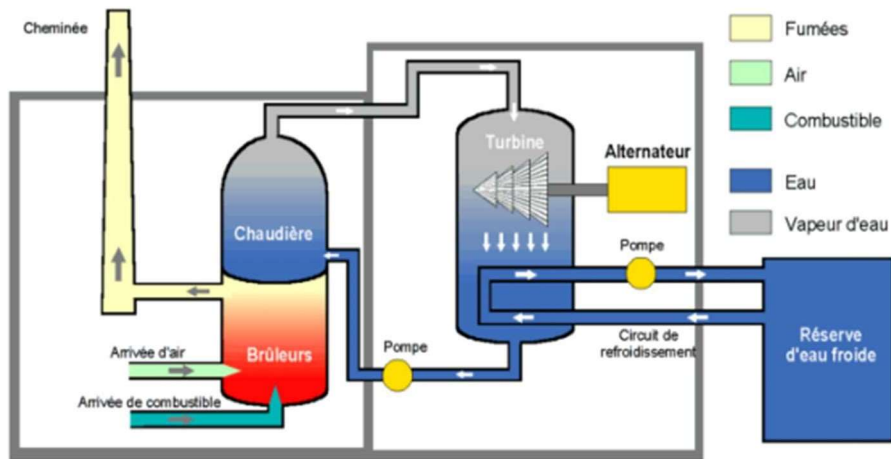 Cheminée
Fumées
Air
Combustible
Eau
Vapeur d'eau
Turbine
Alternateur
Chaudière
Pompe
Arrivée d'air
Brûleurs
Pompe
Circuit de
refroidissement
Réserve
d'eau froide
Arrivée de combustible